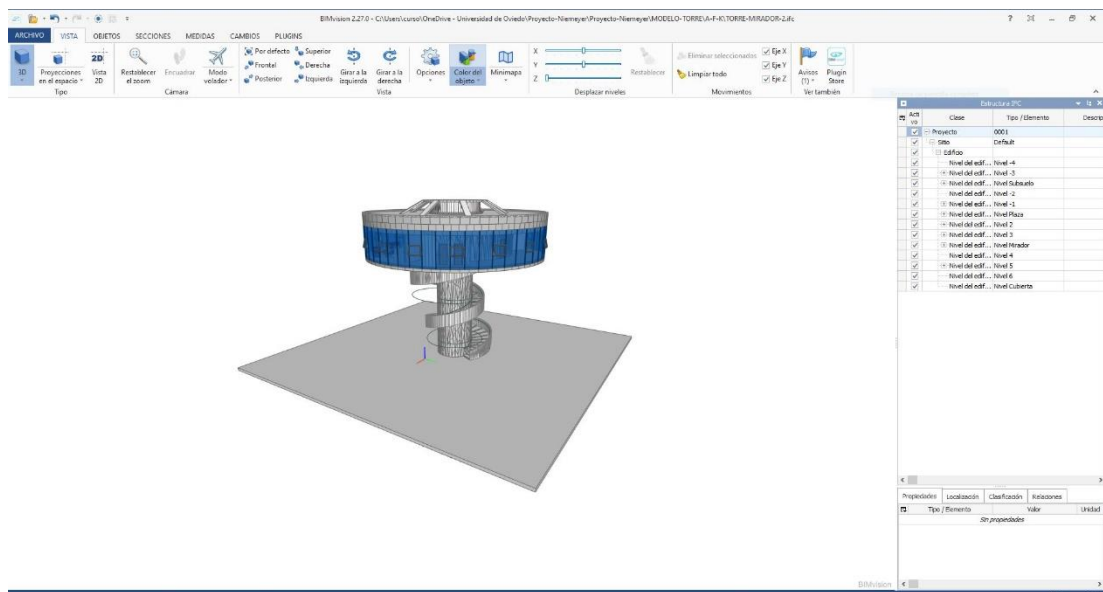 BIMvision 2.27.0 - C:\Users\curso\OneDrive - Universidad de Oviedo\Proyecto-Niemeyer\Proyecto-Niemeyer\MODELO-TORRE\A-F-K\TORRE-MIRADOR-2.ifc
ARCHIVO VISTA OBJETOS SECCIONES MEDIDAS CAMBIOS PLUGINS
3D
Proyecciones en el espacio
2D
Vista 2D
Tipo
Restablecer el zoom
Encuadrar
Modo volador
Cámara
Por defecto Superior
Frontal Derecha
Posterior Izquierda
Girar a la izquierda
Girar a la derecha
Opciones
Color del objeto
Minimapa
Vista
X
Y
Z
Restablecer
Desplazar niveles
Eliminar seleccionados
Limpiar todo
Eje X
Eje Y
Eje Z
Movimientos
Avisos (1)
Plugin Store
Ver también
Estructura IFC
Activo Clase Tipo / Elemento Descrip
Proyecto 0001
Sitio Default
Edificio
Nivel del edif... Nivel -4
Nivel del edif... Nivel -3
Nivel del edif... Nivel Subsuelo
Nivel del edif... Nivel -2
Nivel del edif... Nivel -1
Nivel del edif... Nivel Plaza
Nivel del edif... Nivel 2
Nivel del edif... Nivel 3
Nivel del edif... Nivel Mirador
Nivel del edif... Nivel 4
Nivel del edif... Nivel 5
Nivel del edif... Nivel 6
Nivel del edif... Nivel Cubierta
Propiedades Localización Clasificación Relaciones
Tipo / Elemento Valor Unidad
Sin propiedades
BIMvision